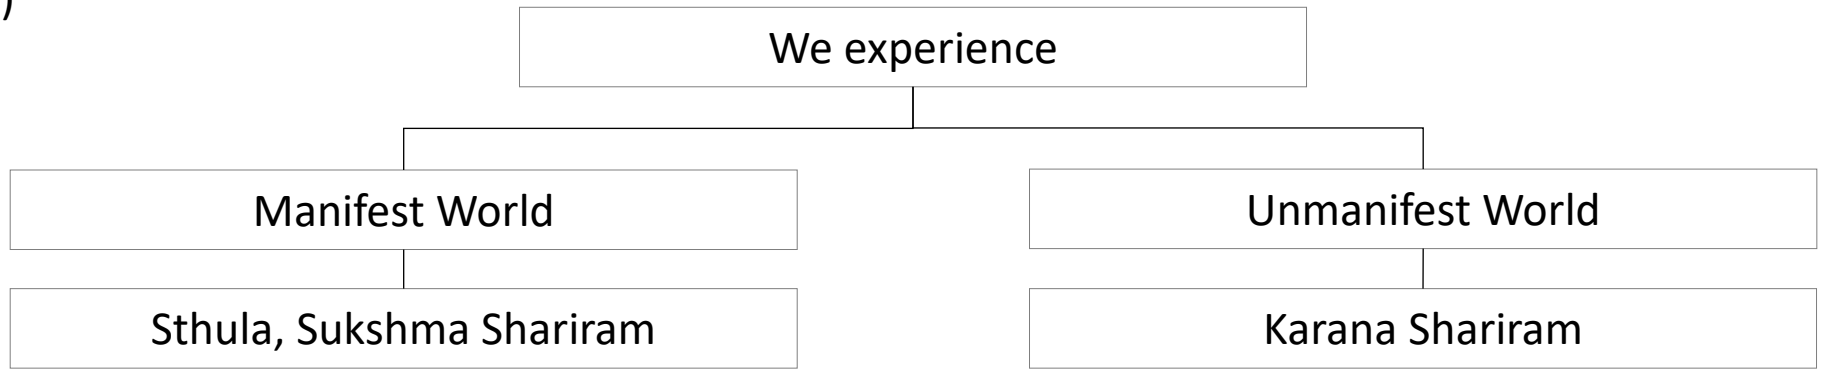 )
We experience
Manifest World
Unmanifest World
Sthula, Sukshma Shariram
Karana Shariram